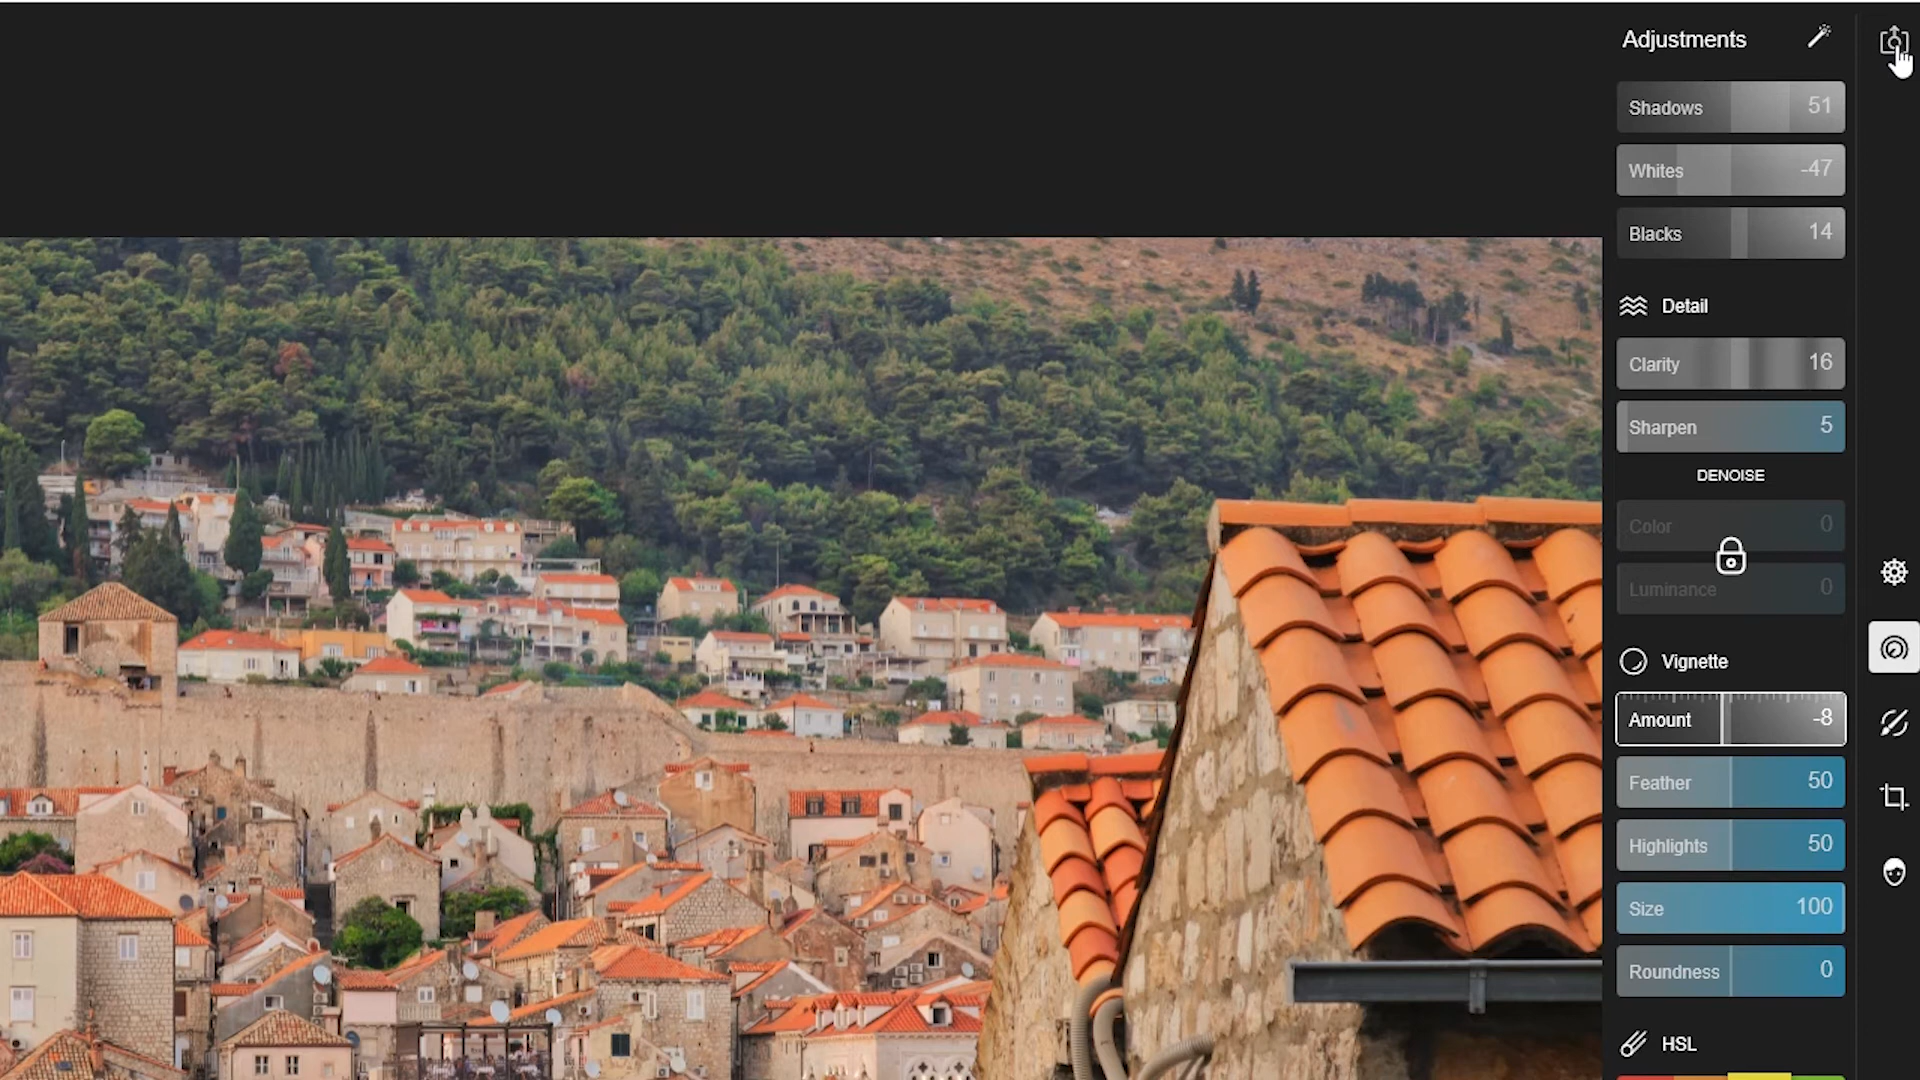 Adjustments
Shadows 51
Whites -47
Blacks 14
Detail
Clarity 16
Sharpen 5
DENOISE
Color 0
Luminance 0
Vignette
Amount -8
Feather 50
Highlights 50
Size 100
Roundness 0
HSL